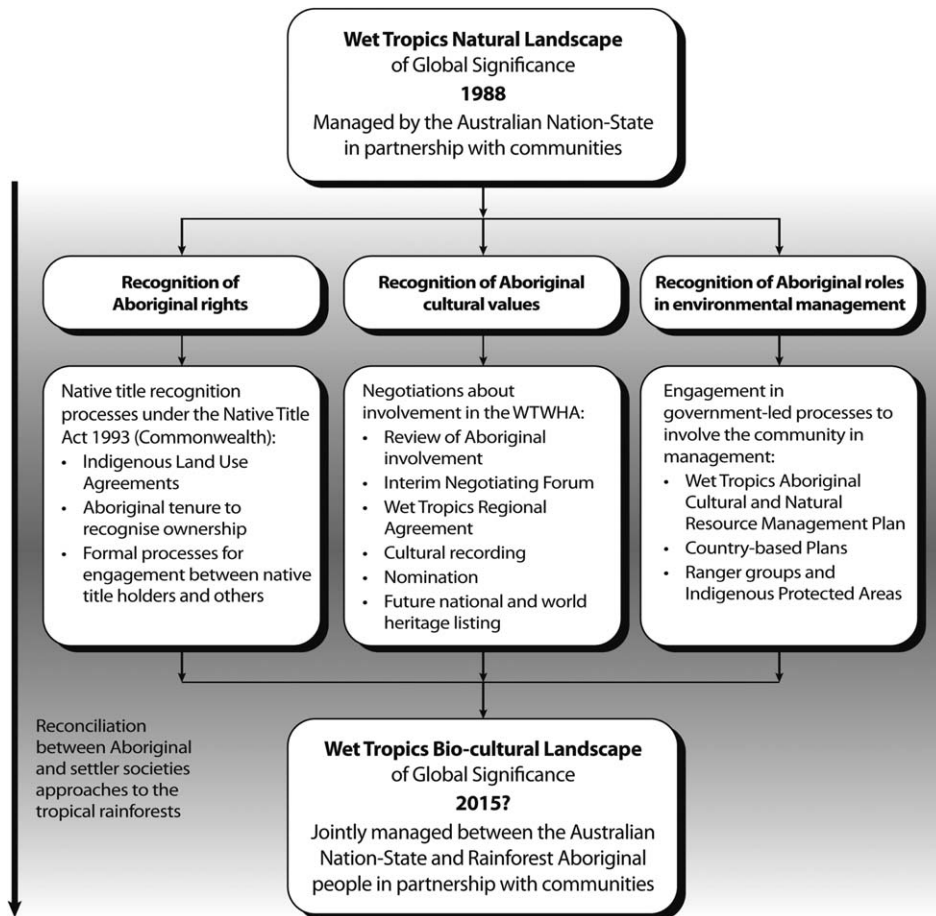 Wet Tropics Natural Landscape
of Global Significance
1988
Managed by the Australian Nation-State
in partnership with communities
Recognition of
Aboriginal rights
Recognition of Aboriginal
cultural values
Recognition of Aboriginal roles
in environmental management
Native title recognition
processes under the Native Title
Act 1993 (Commonwealth):
• Indigenous Land Use
Agreements
• Aboriginal tenure to
recognise ownership
• Formal processes for
engagement between native
title holders and others
Negotiations about
involvement in the WTWHA:
• Review of Aboriginal
involvement
• Interim Negotiating Forum
• Wet Tropics Regional
Agreement
• Cultural recording
• Nomination
• Future national and world
heritage listing
Engagement in
government-led processes to
involve the community in
management:
• Wet Tropics Aboriginal
Cultural and Natural
Resource Management Plan
• Country-based Plans
• Ranger groups and
Indigenous Protected Areas
Reconciliation
between Aboriginal
and settler societies
approaches to the
tropical rainforests
Wet Tropics Bio-cultural Landscape
of Global Significance
2015?
Jointly managed between the Australian
Nation-State and Rainforest Aboriginal
people in partnership with communities